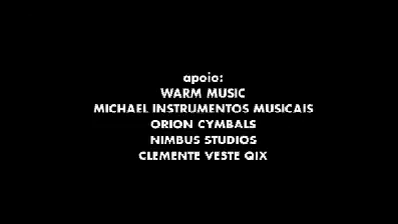 apoio:
WARM MUSIC
MICHAEL INSTRUMENTOS MUSICAIS
ORION CYMBALS
NIMBUS STUDIOS
CLEMENTE VESTE QIX